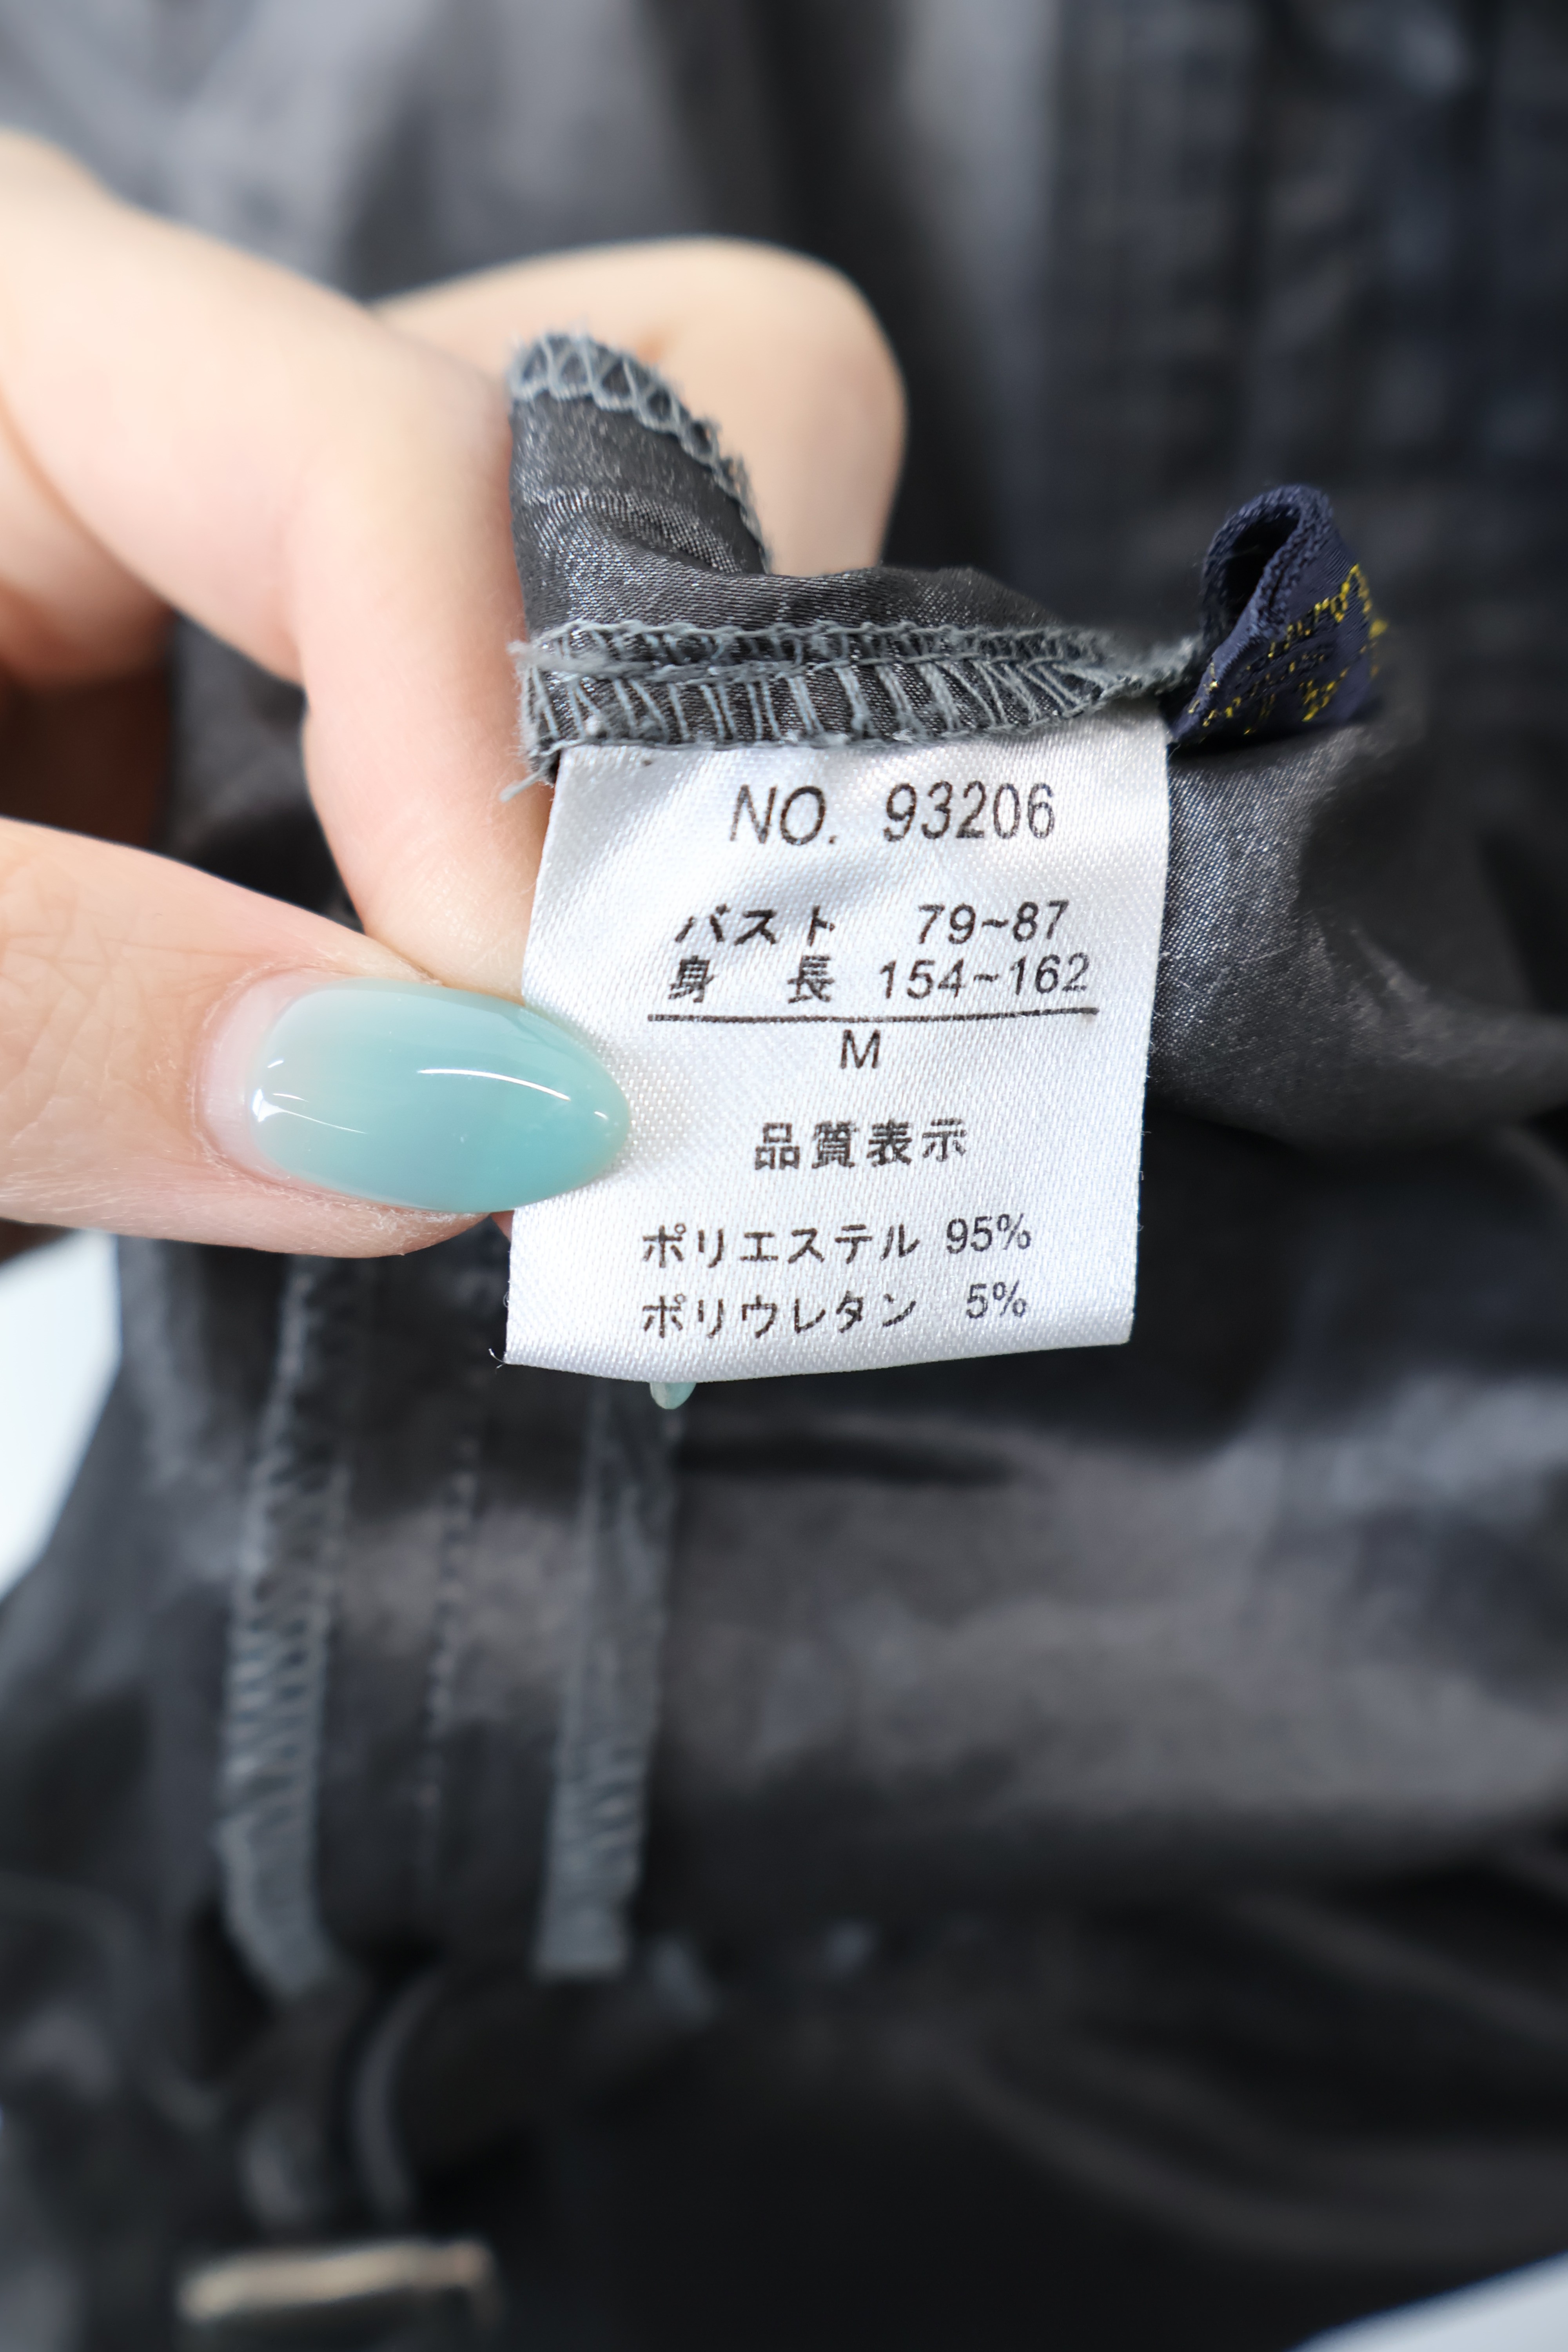 NO. 93206
バスト 79~87
身長 154~162
M
品質表示
ポリエステル 95%
ポリウレタン 5%